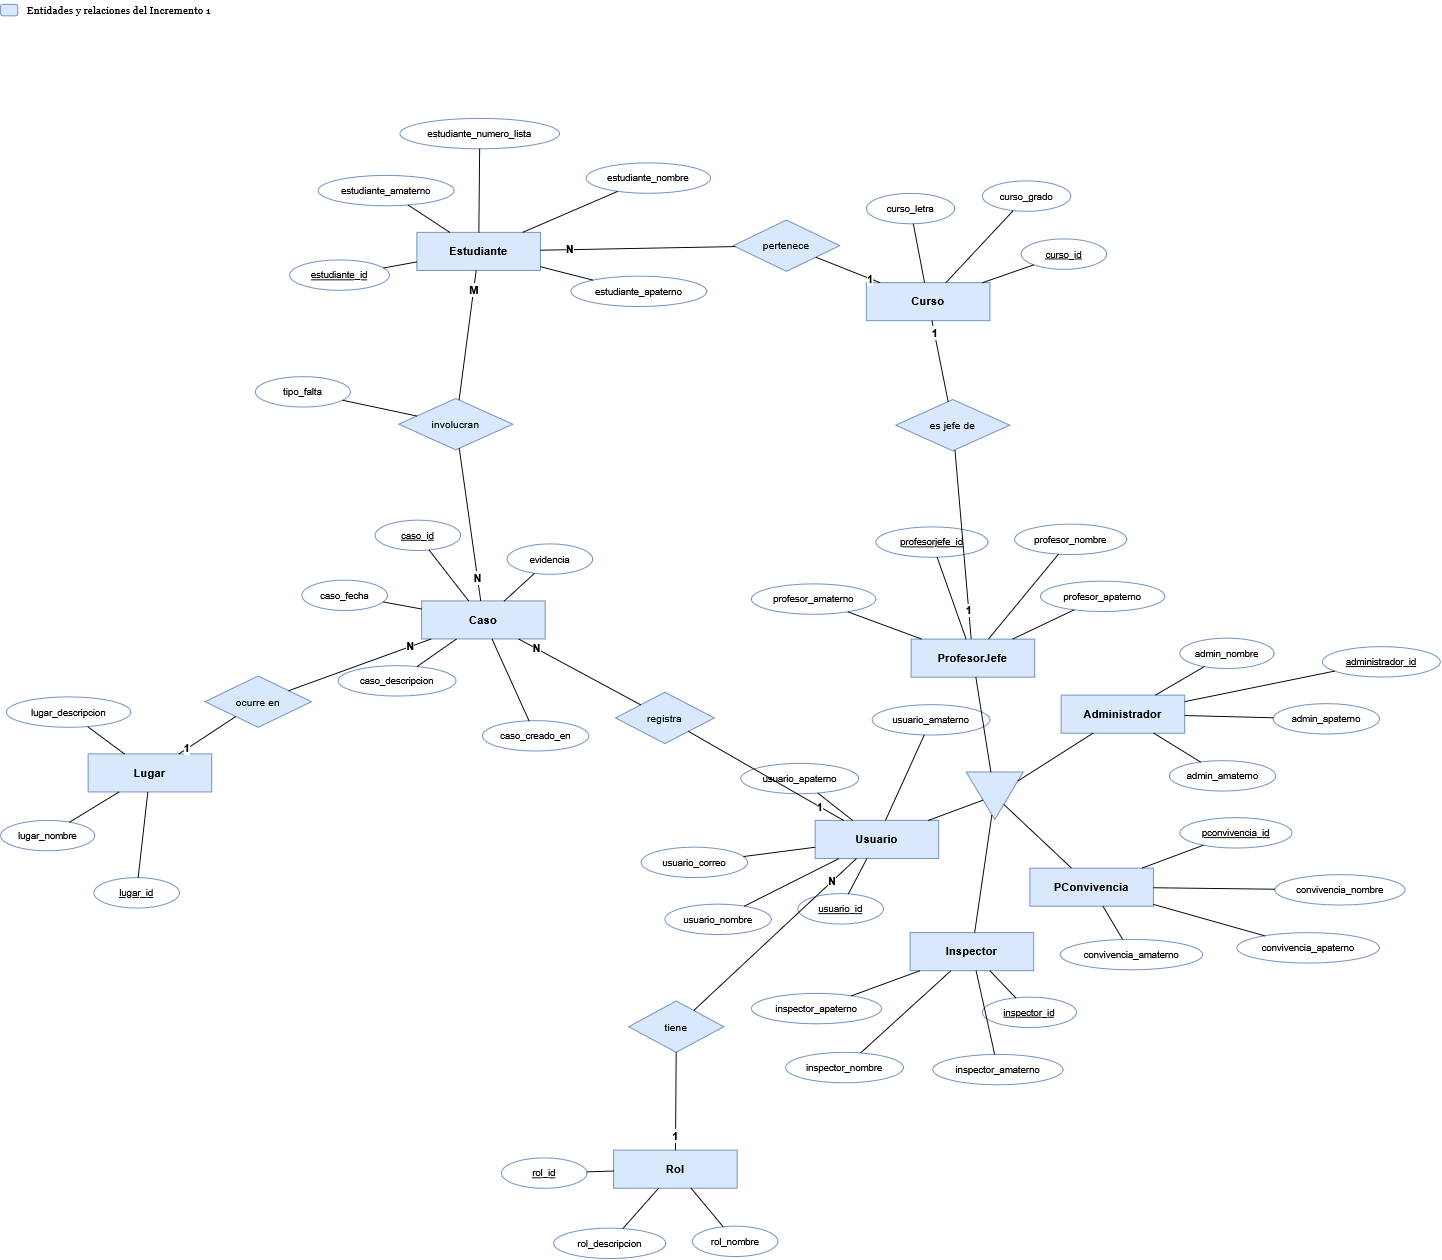 Entidades y relaciones del Incremento 1
estudiante_numero_lista
estudiante_nombre
estudiante_amaterno
curso_grado
curso_letra
pertenece
Estudiante
N
curso_id
estudiante_id
1
estudiante_apaterno
M
Curso
1
tipo_falta
involucran
es jefe de
caso_id
profesorjefe_id
profesor_nombre
evidencia
N
caso_fecha
profesor_amaterno
profesor_apaterno
1
Caso
N
N
ProfesorJefe
admin_nombre
administrador_id
caso_descripcion
ocurre en
lugar_descripcion
registra
usuario_amaterno
Administrador
admin_apaterno
caso_creado_en
1
Lugar
usuario_apaterno
admin_amaterno
1
lugar_nombre
pconvivencia_id
Usuario
usuario_correo
N
PConvivencia
convivencia_nombre
lugar_id
usuario_nombre
usuario_id
convivencia_apaterno
Inspector
convivencia_amaterno
inspector_apaterno
inspector_id
tiene
inspector_nombre
inspector_amaterno
1
Rol
rol_id
rol_descripcion
rol_nombre